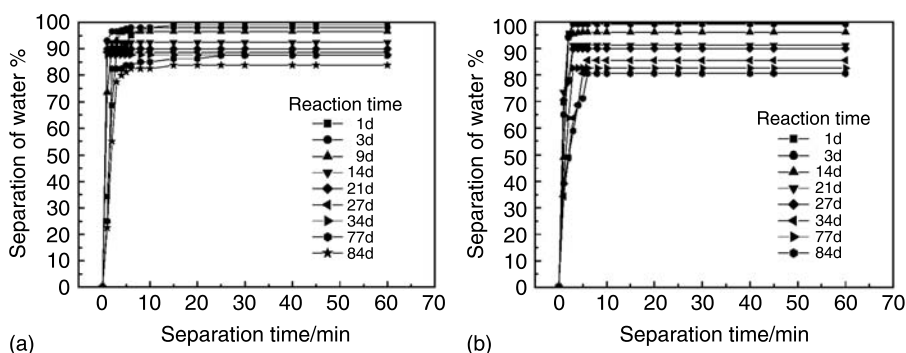 Separation of water %
100
90
80
70
60
50
40
30
20
10
0
Reaction time
1d
3d
9d
14d
21d
27d
34d
77d
84d
0 10 20 30 40 50 60 70
Separation time/min
(a)
Separation of water %
100
90
80
70
60
50
40
30
20
10
0
Reaction time
1d
3d
14d
21d
27d
34d
77d
84d
0 10 20 30 40 50 60 70
Separation time/min
(b)